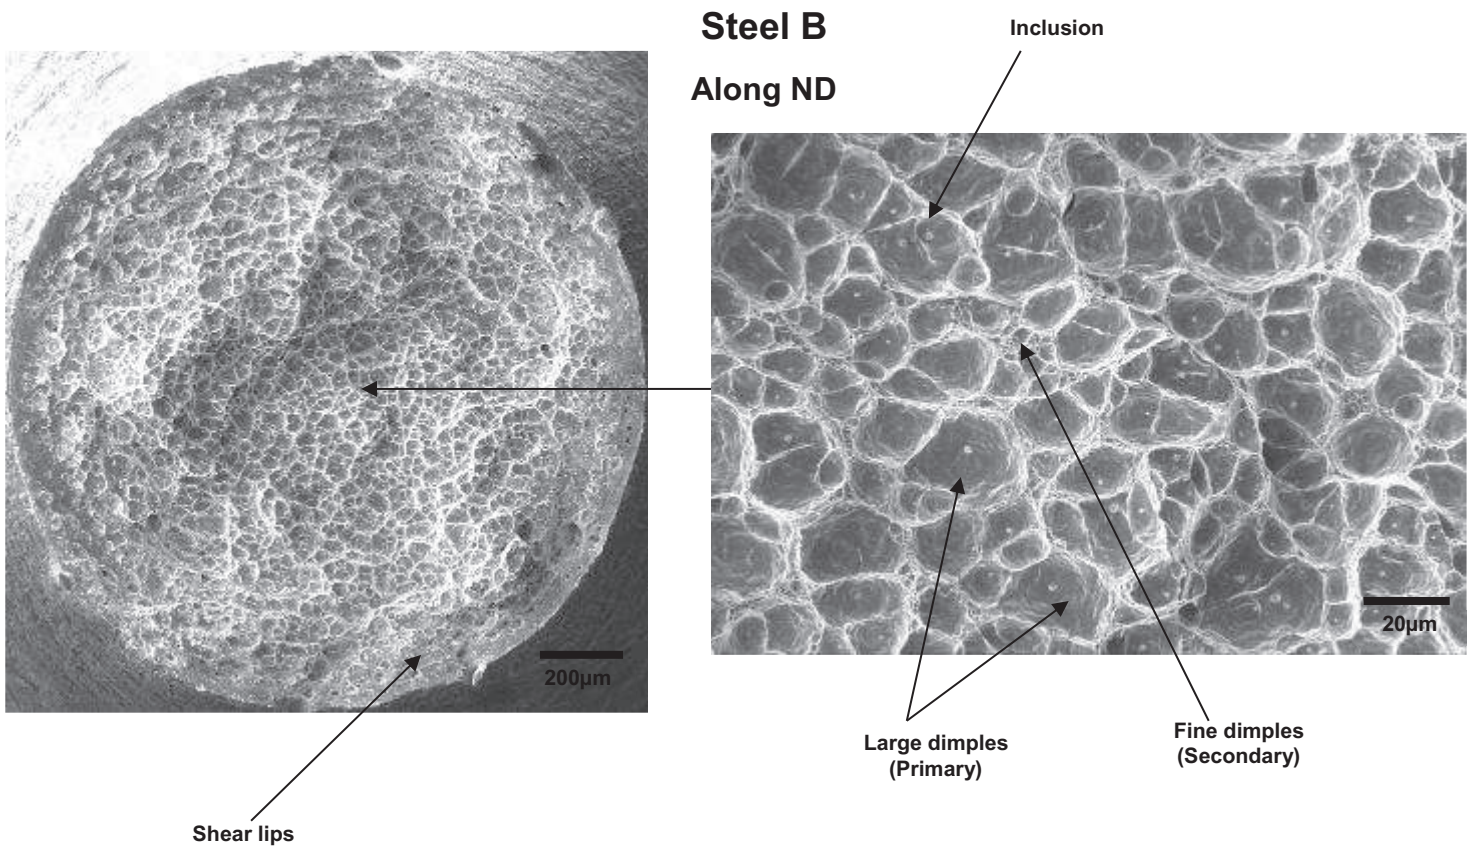 Steel B
Inclusion
Along ND
20µm
200µm
Large dimples
(Primary)
Fine dimples
(Secondary)
Shear lips